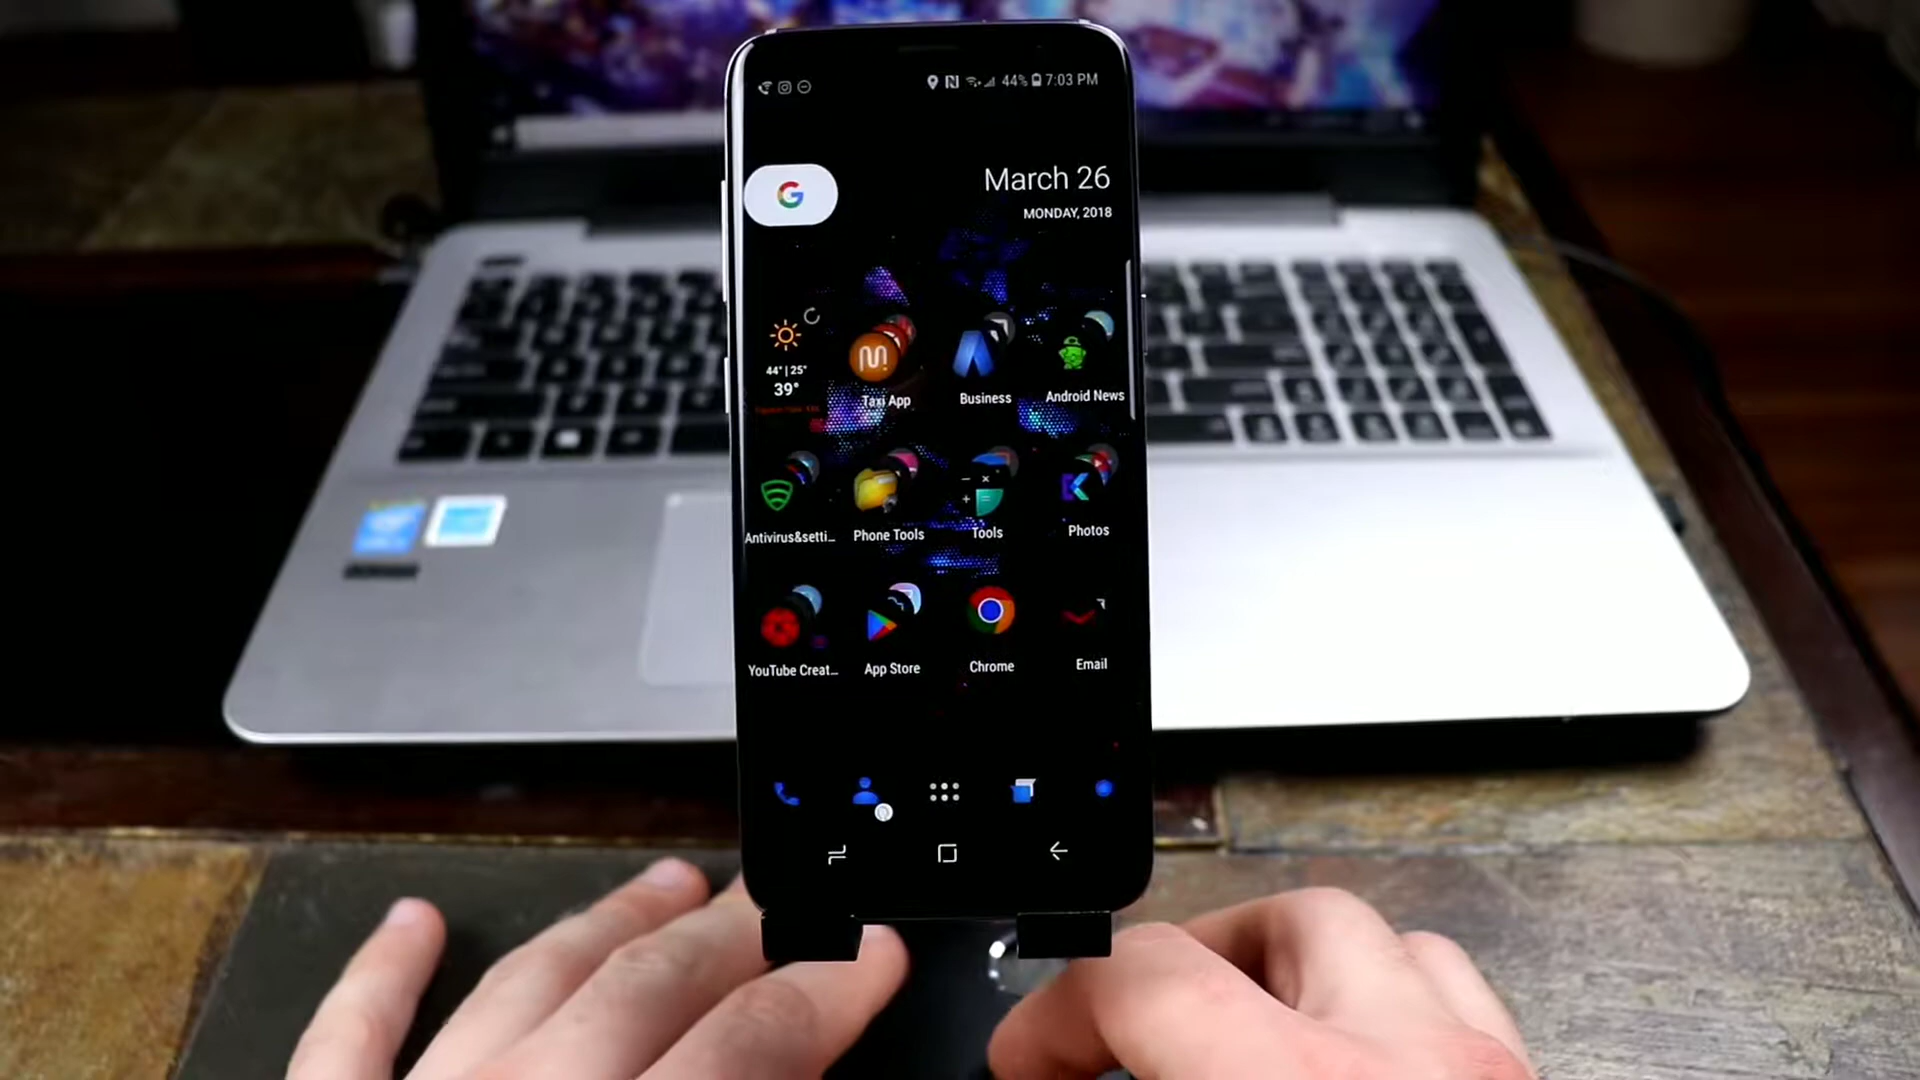 44% 7:03 PM
March 26
MONDAY, 2018
44° | 25°
39°
Taxi App
Business
Android News
Antivirus&setti...
Phone Tools
Tools
Photos
YouTube Creat...
App Store
Chrome
Email